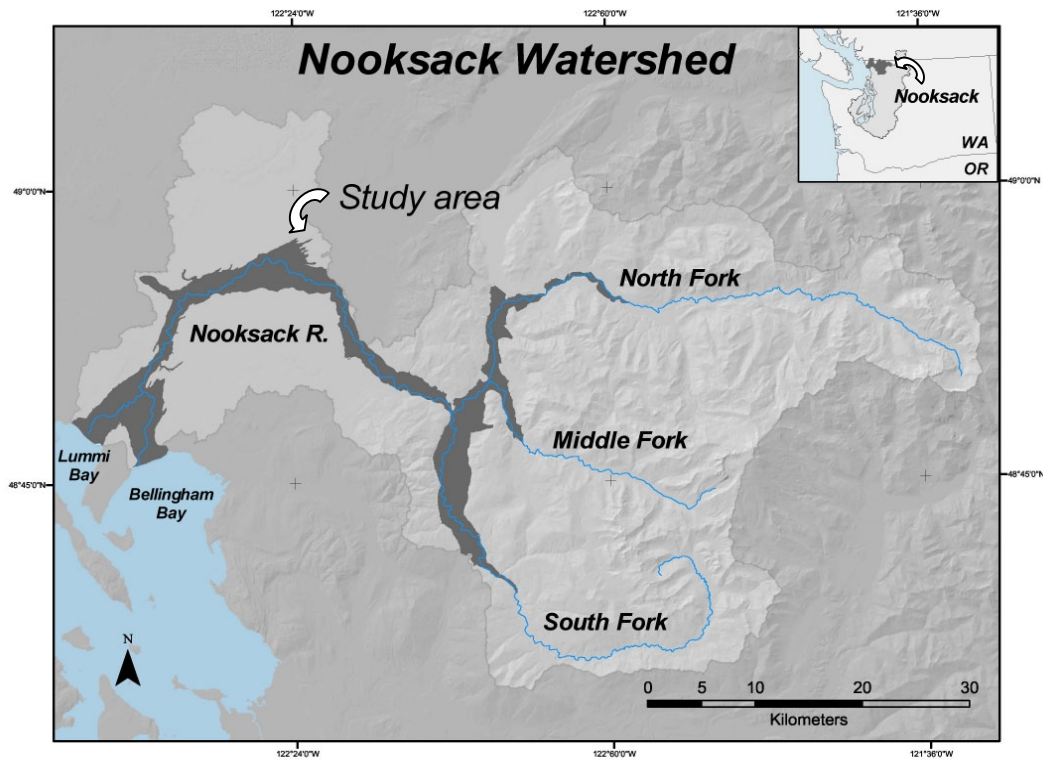 122°24'0"W
122°60'0"W
121°36'0"W
Nooksack Watershed
Nooksack
WA
OR
49°0'0"N
49°0'0"N
Study area
North Fork
Nooksack R.
Middle Fork
Lummi
Bay
48°45'0"N
48°45'0"N
Bellingham
Bay
South Fork
N
0 5 10 20 30
Kilometers
122°24'0"W
122°60'0"W
121°36'0"W